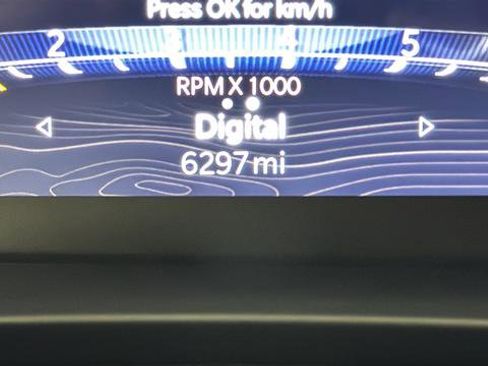 Press OK for km/h
2 3 4 5
RPM X 1000
Digital
6297 mi